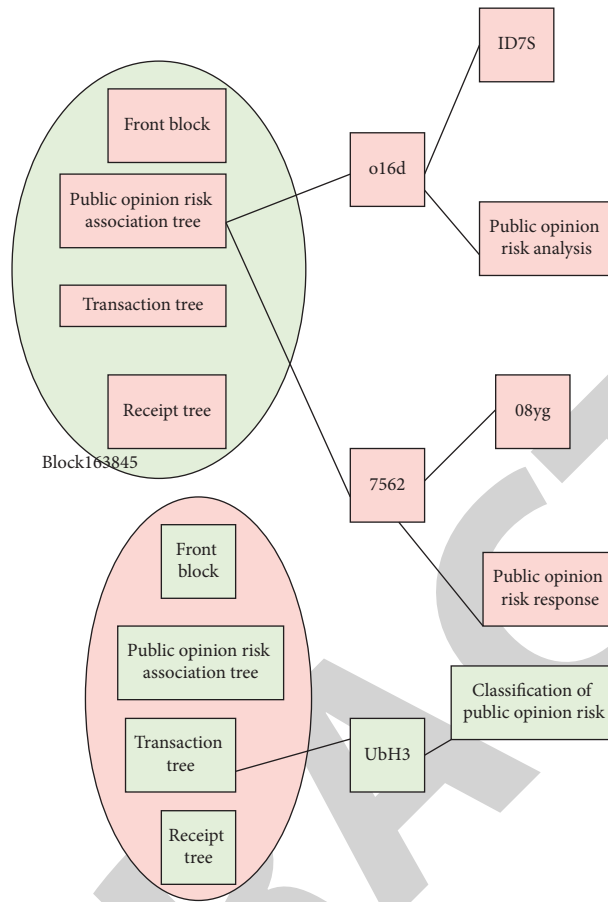 ID7S
Front block
o16d
Public opinion risk
association tree
Public opinion
risk analysis
Transaction tree
Receipt tree
08yg
Block163845
7562
Front
block
Public opinion
risk response
Public opinion risk
association tree
Classification of
public opinion risk
Transaction
tree
UbH3
Receipt
tree